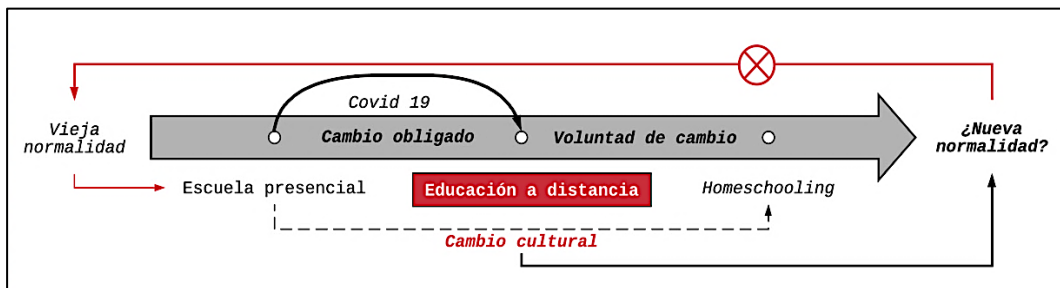 Covid 19
Vieja
normalidad
Cambio obligado
Voluntad de cambio
¿Nueva
normalidad?
Escuela presencial
Educación a distancia
Homeschooling
Cambio cultural